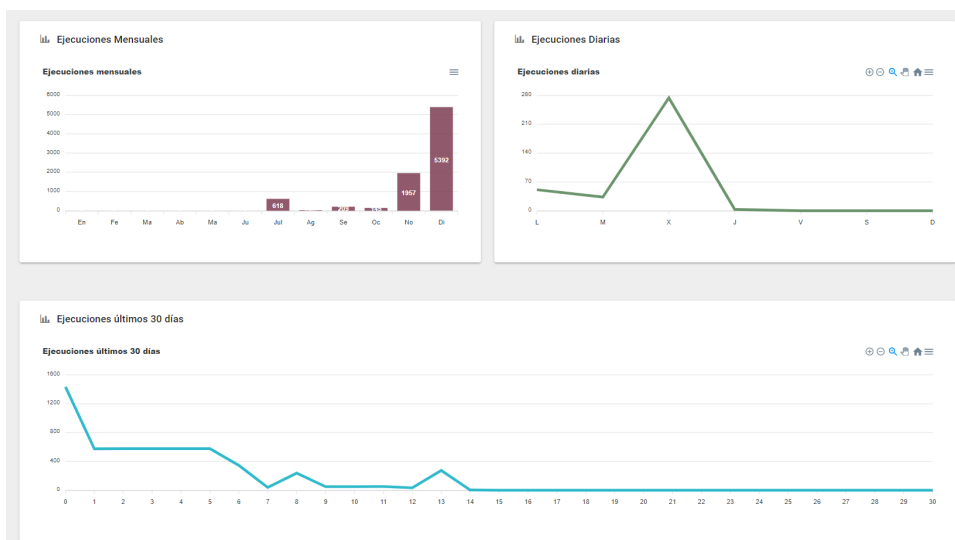 Ejecuciones Mensuales
Ejecuciones mensuales
6000
5000
4000
3000
2000
1000
0
618
209
145
1957
5392
En Fe Ma Ab Ma Ju Jul Ag Se Oc No Di
Ejecuciones Diarias
Ejecuciones diarias
280
210
140
70
0
L M X J V S D
Ejecuciones últimos 30 días
Ejecuciones últimos 30 días
1600
1200
800
400
0
0 1 2 3 4 5 6 7 8 9 10 11 12 13 14 15 16 17 18 19 20 21 22 23 24 25 26 27 28 29 30